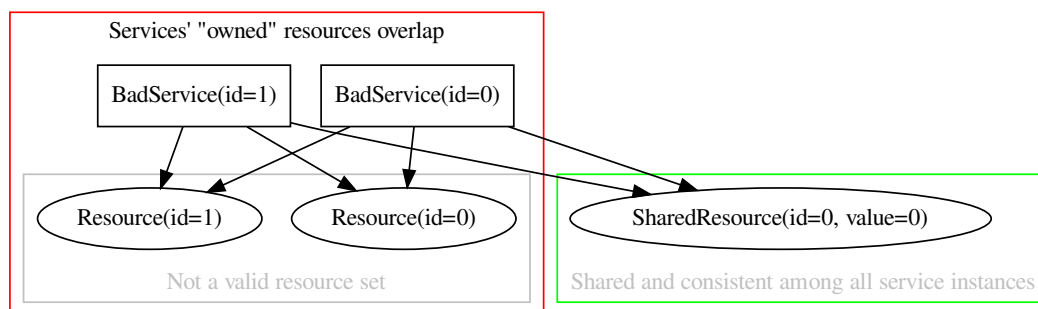 Services' "owned" resources overlap
BadService(id=1)
BadService(id=0)
Resource(id=1)
Resource(id=0)
SharedResource(id=0, value=0)
Not a valid resource set
Shared and consistent among all service instances